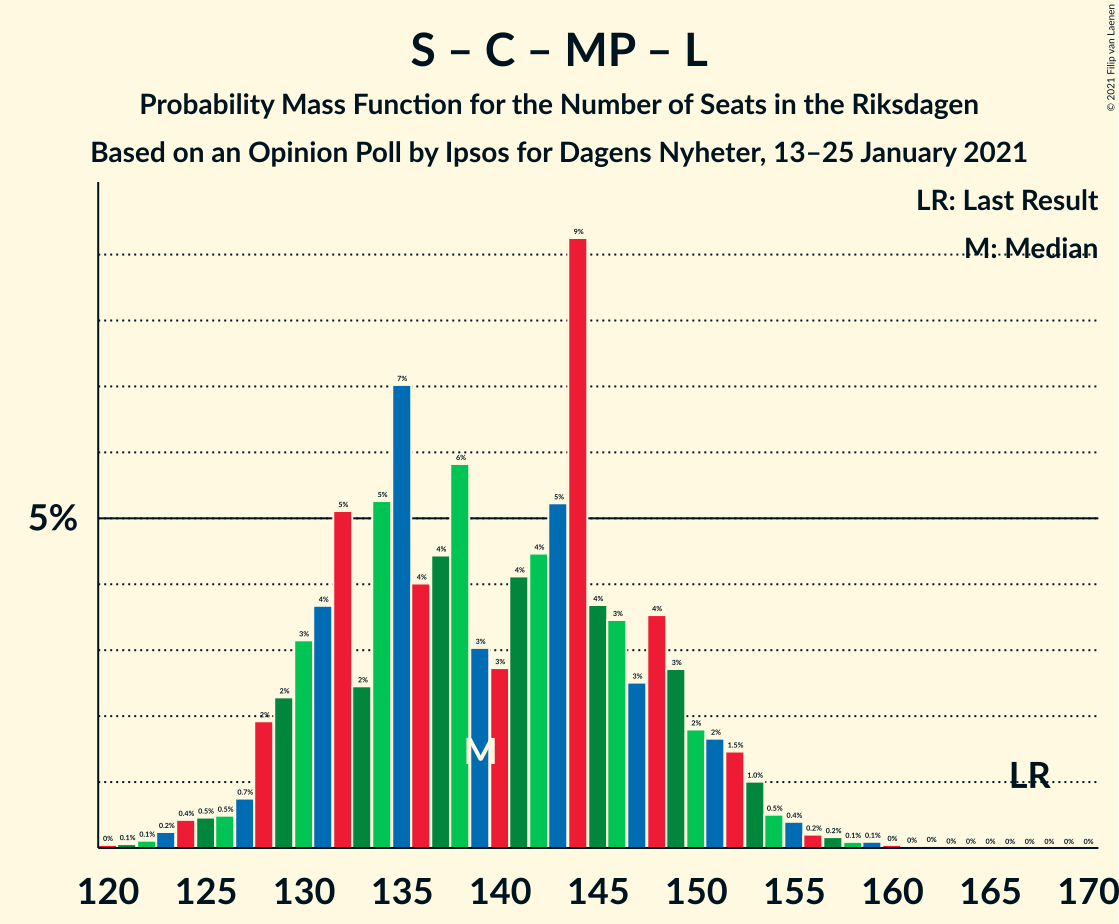 S – C – MP – L
Probability Mass Function for the Number of Seats in the Riksdagen
Based on an Opinion Poll by Ipsos for Dagens Nyheter, 13–25 January 2021
© 2021 Filip van Laenen
LR: Last Result
M: Median
5%
0% 0.1% 0.1% 0.2% 0.4% 0.5% 0.5% 0.7% 2% 2% 3% 4% 5% 2% 5% 7% 4% 4% 6% 3% 3% 4% 4% 5% 9% 4% 3% 3% 4% 3% 2% 2% 1.5% 1.0% 0.5% 0.4% 0.2% 0.2% 0.1% 0.1% 0% 0% 0% 0% 0% 0% 0% 0% 0% 0% 0%
M
LR
120 125 130 135 140 145 150 155 160 165 170